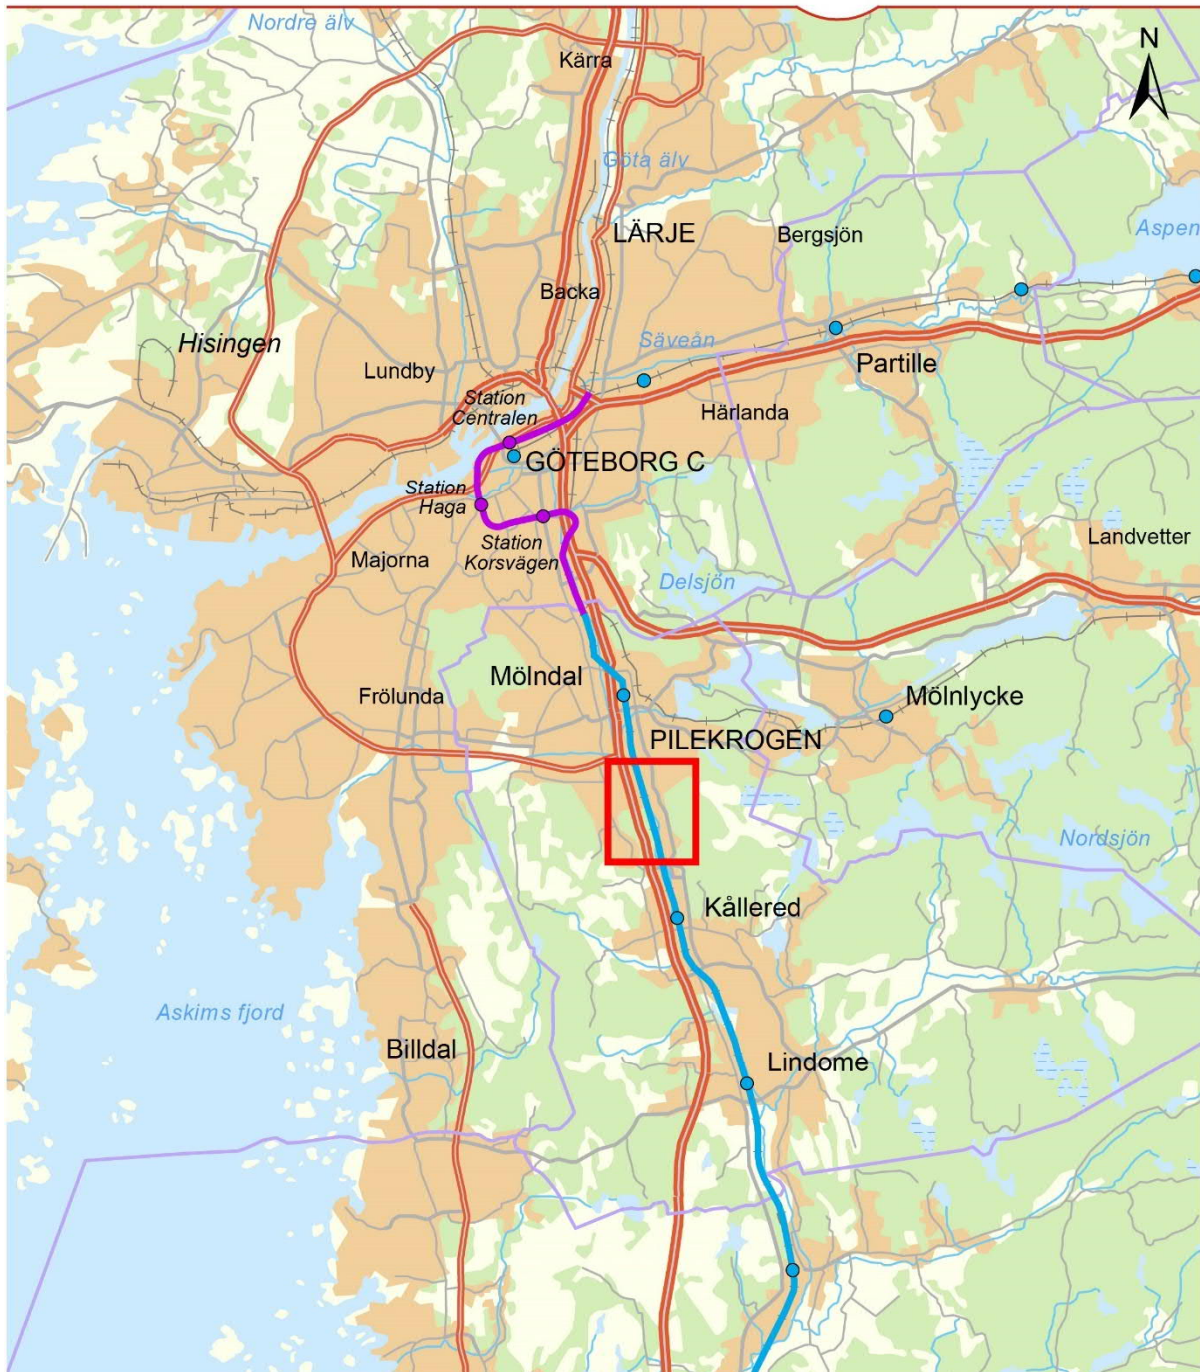 Nordre älv
Kärra
N
Göta älv
LÄRJE
Bergsjön
Aspen
Backa
Hisingen
Säveån
Lundby
Partille
Station
Centralen
Härlanda
GÖTEBORG C
Station
Haga
Station
Korsvägen
Landvetter
Majorna
Delsjön
Mölndal
Frölunda
Mölnlycke
PILEKROGEN
Nordsjön
Kållered
Askims fjord
Billdal
Lindome